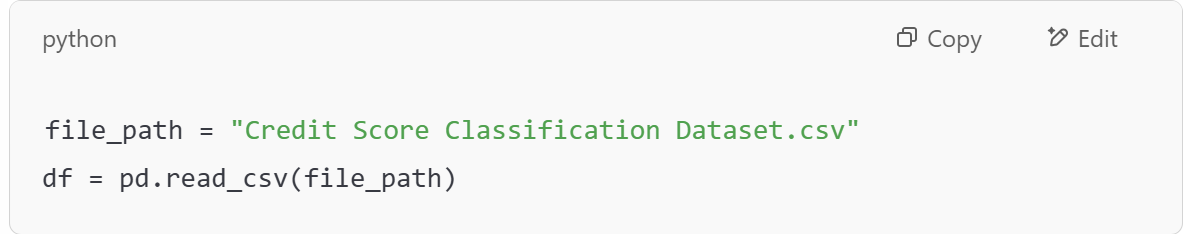 python Copy Edit
file_path = "Credit Score Classification Dataset.csv"
df = pd.read_csv(file_path)